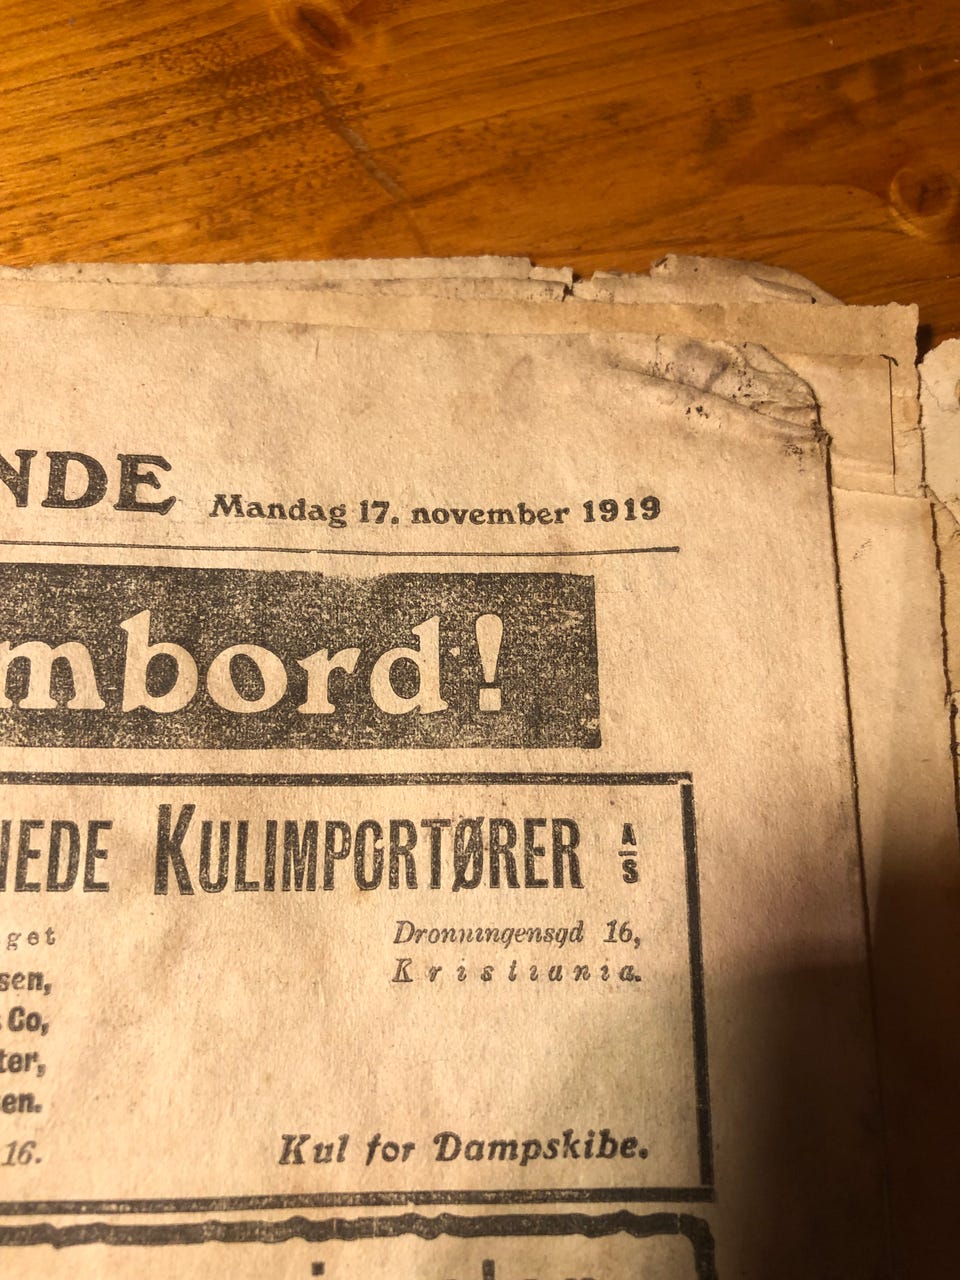 NDE Mandag 17. november 1919
mbord!
NEDE KULIMPORTØRER A/S
get
Dronningensgd 16,
sen,
Kristiania.
Co,
ter,
en.
16.
Kul for Dampskibe.